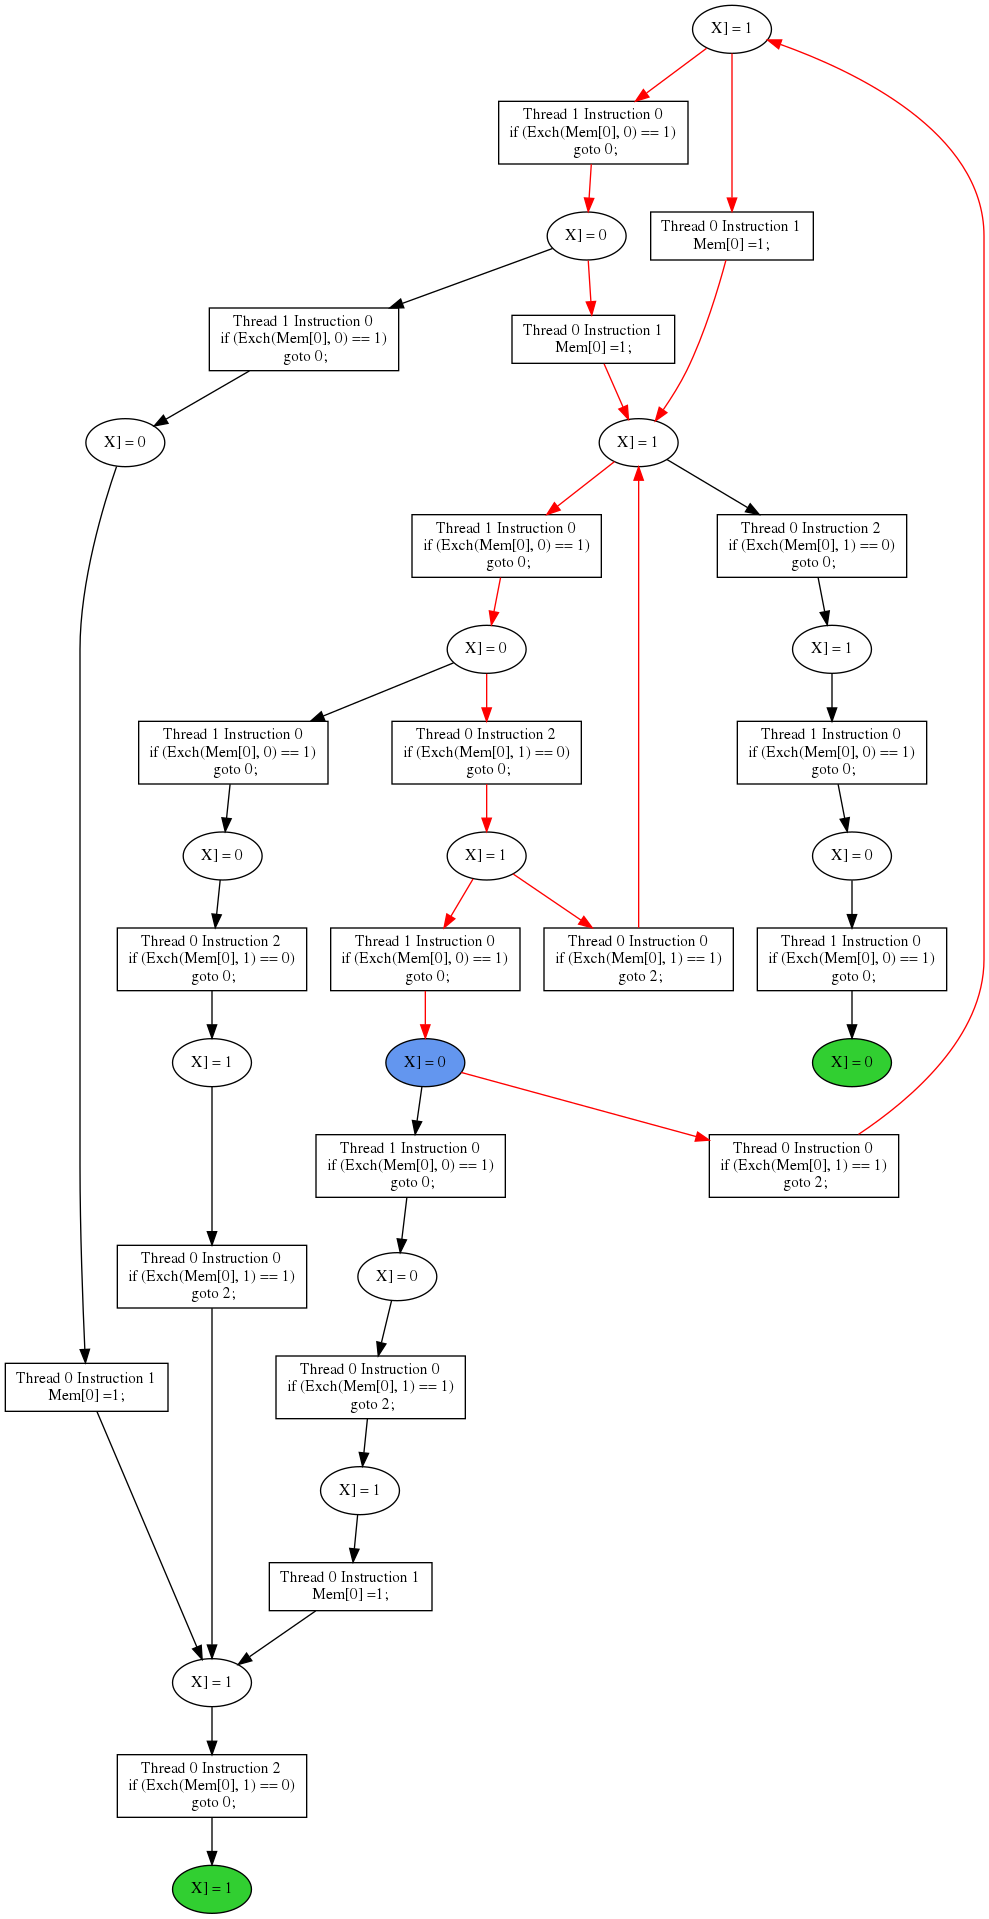 X] = 1
Thread 1 Instruction 0
if (Exch(Mem[0], 0) == 1)
goto 0;
X] = 0
Thread 0 Instruction 1
Mem[0] =1;
Thread 1 Instruction 0
if (Exch(Mem[0], 0) == 1)
goto 0;
Thread 0 Instruction 1
Mem[0] =1;
X] = 0
X] = 1
Thread 1 Instruction 0
if (Exch(Mem[0], 0) == 1)
goto 0;
Thread 0 Instruction 2
if (Exch(Mem[0], 1) == 0)
goto 0;
X] = 0
X] = 1
Thread 1 Instruction 0
if (Exch(Mem[0], 0) == 1)
goto 0;
Thread 0 Instruction 2
if (Exch(Mem[0], 1) == 0)
goto 0;
Thread 1 Instruction 0
if (Exch(Mem[0], 0) == 1)
goto 0;
X] = 0
X] = 1
X] = 0
Thread 0 Instruction 2
if (Exch(Mem[0], 1) == 0)
goto 0;
Thread 1 Instruction 0
if (Exch(Mem[0], 0) == 1)
goto 0;
Thread 0 Instruction 0
if (Exch(Mem[0], 1) == 1)
goto 2;
Thread 1 Instruction 0
if (Exch(Mem[0], 0) == 1)
goto 0;
X] = 1
X] = 0
X] = 0
Thread 1 Instruction 0
if (Exch(Mem[0], 0) == 1)
goto 0;
Thread 0 Instruction 0
if (Exch(Mem[0], 1) == 1)
goto 2;
Thread 0 Instruction 0
if (Exch(Mem[0], 1) == 1)
goto 2;
X] = 0
Thread 0 Instruction 1
Mem[0] =1;
Thread 0 Instruction 0
if (Exch(Mem[0], 1) == 1)
goto 2;
X] = 1
Thread 0 Instruction 1
Mem[0] =1;
X] = 1
Thread 0 Instruction 2
if (Exch(Mem[0], 1) == 0)
goto 0;
X] = 1